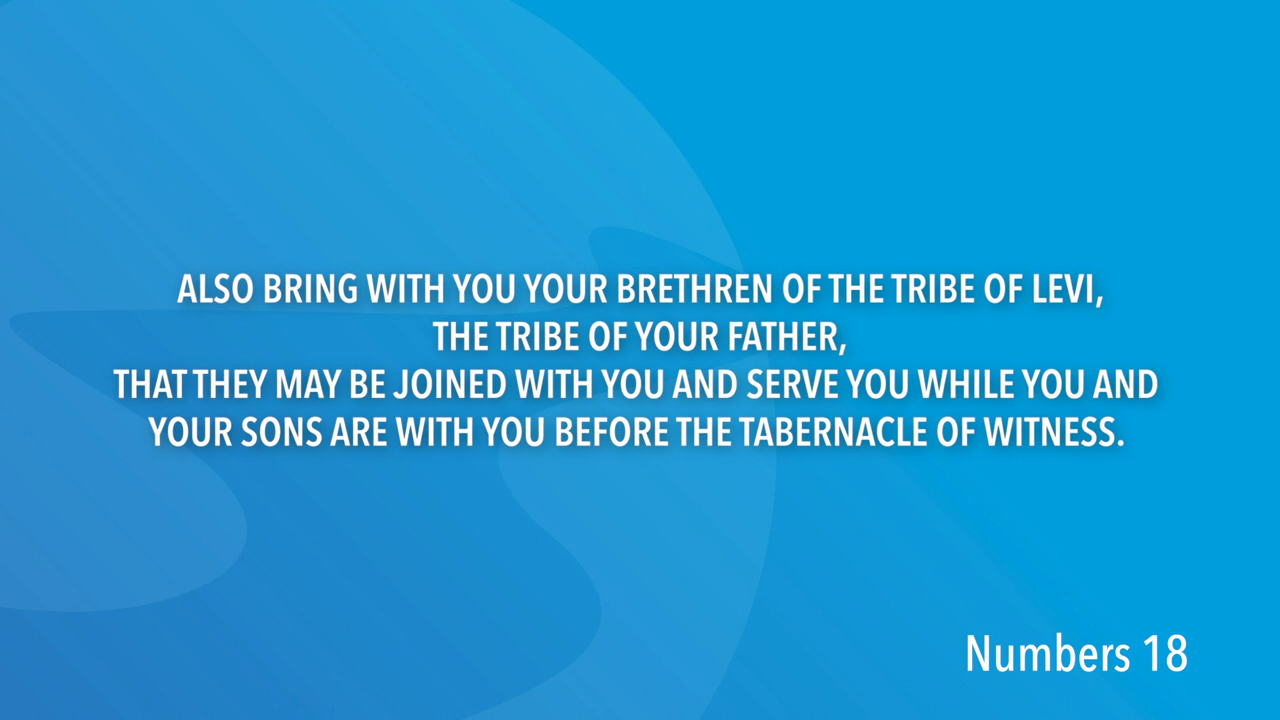 ALSO BRING WITH YOU YOUR BRETHREN OF THE TRIBE OF LEVI,
THE TRIBE OF YOUR FATHER,
THAT THEY MAY BE JOINED WITH YOU AND SERVE YOU WHILE YOU AND
YOUR SONS ARE WITH YOU BEFORE THE TABERNACLE OF WITNESS.
Numbers 18